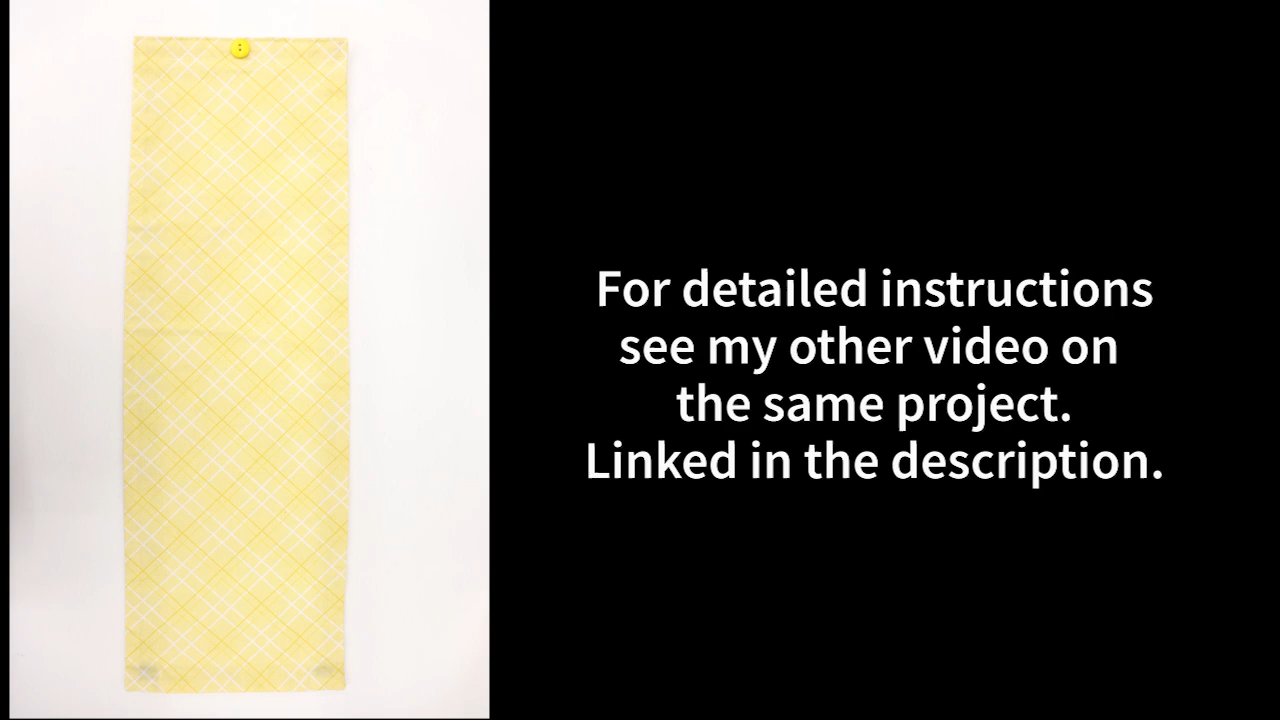 For detailed instructions
see my other video on
the same project.
Linked in the description.